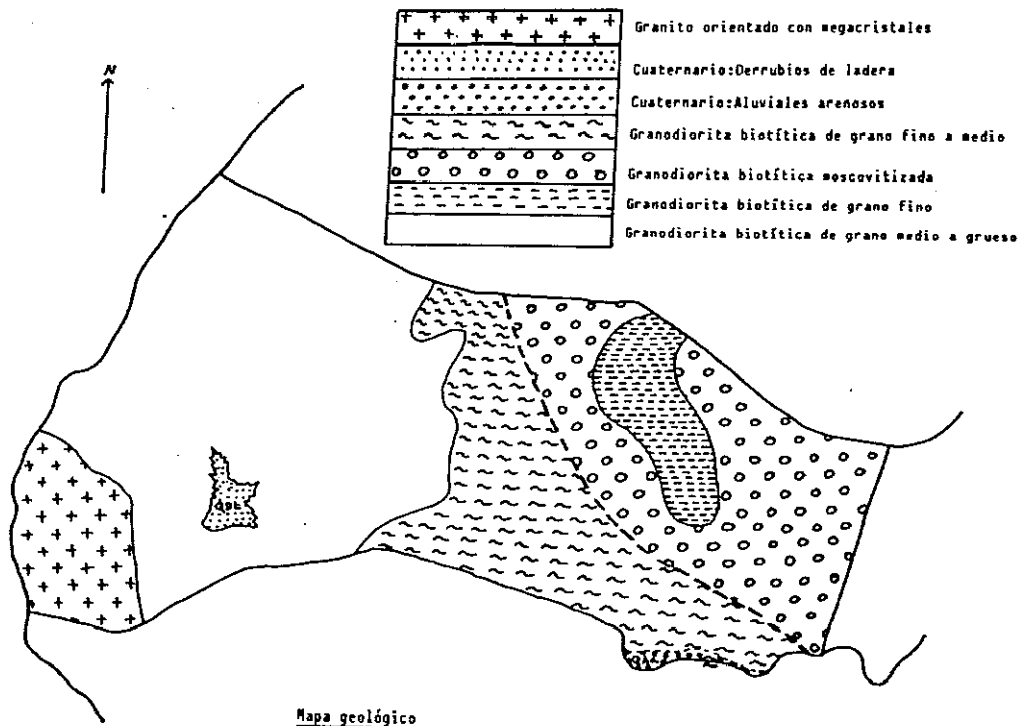 Granito orientado con megacristales
Cuaternario:Derrubios de ladera
Cuaternario:Aluviales arenosos
Granodiorita biotítica de grano fino a medio
Granodiorita biotítica moscovitizada
Granodiorita biotítica de grano fino
Granodiorita biotítica de grano medio a grueso
N
Mapa geológico